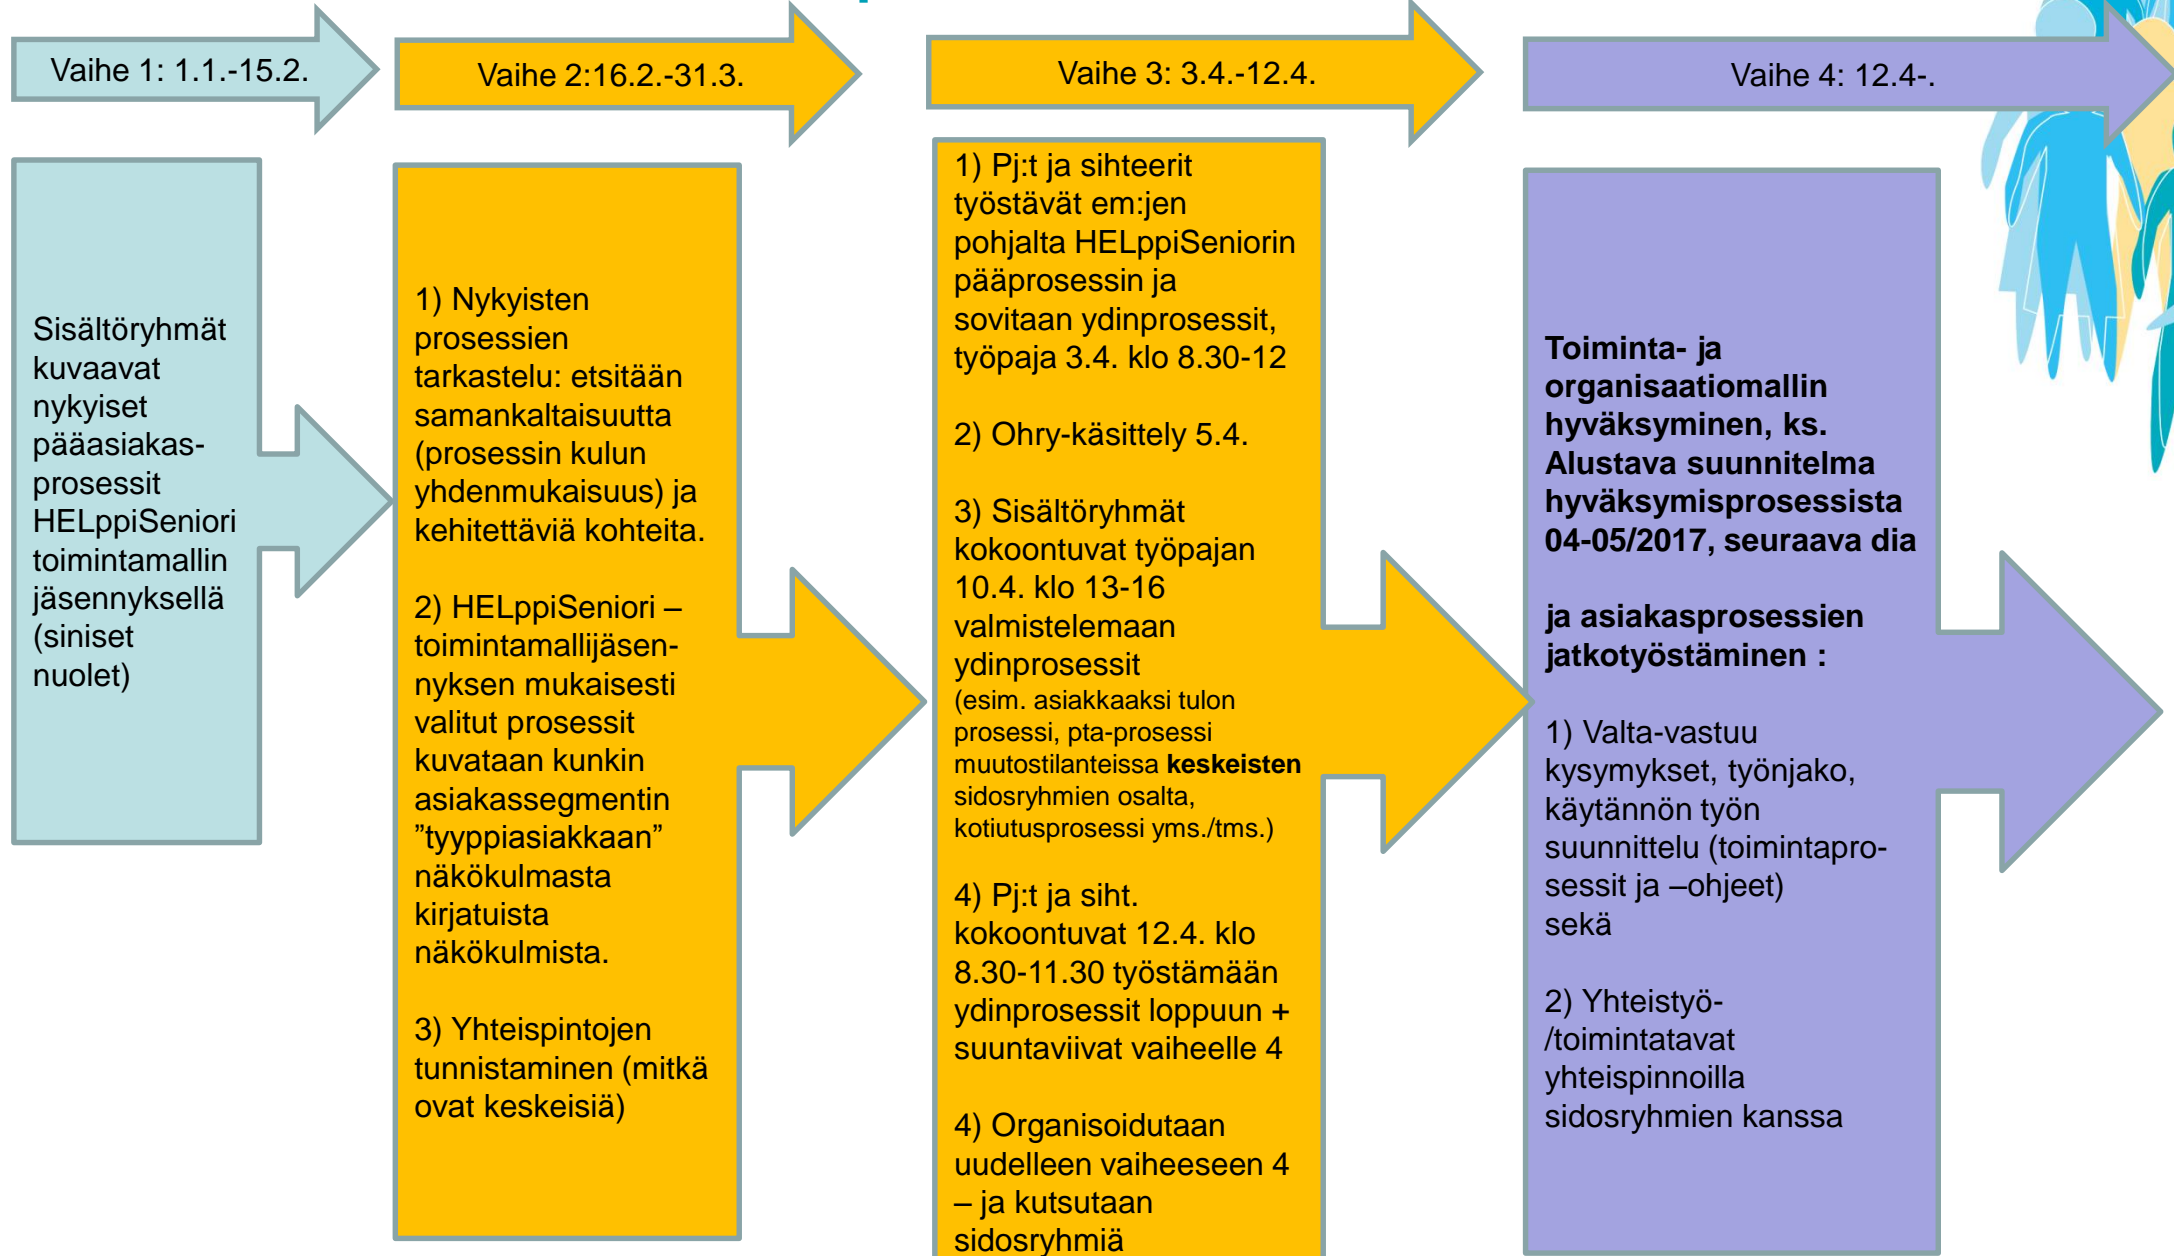 Vaihe 1: 1.1.-15.2.
Vaihe 2:16.2.-31.3.
Vaihe 3: 3.4.-12.4.
Vaihe 4: 12.4-.
Sisältöryhmät
kuvaavat
nykyiset
pääasiakas-
prosessit
HELppiSeniori
toimintamallin
jäsennyksellä
(siniset
nuolet)
1) Nykyisten
prosessien
tarkastelu: etsitään
samankaltaisuutta
(prosessin kulun
yhdenmukaisuus) ja
kehitettäviä kohteita.
2) HELppiSeniori –
toimintamallijäsen-
nyksen mukaisesti
valitut prosessit
kuvataan kunkin
asiakassegmentin
”tyyppiasiakkaan”
näkökulmasta
kirjatuista
näkökulmista.
3) Yhteispintojen
tunnistaminen (mitkä
ovat keskeisiä)
1) Pj:t ja sihteerit
työstävät em:jen
pohjalta HELppiSeniorin
pääprosessin ja
sovitaan ydinprosessit,
työpaja 3.4. klo 8.30-12
2) Ohry-käsittely 5.4.
3) Sisältöryhmät
kokoontuvat työpajan
10.4. klo 13-16
valmistelemaan
ydinprosessit
(esim. asiakkaaksi tulon
prosessi, pta-prosessi
muutostilanteissa keskeisten
sidosryhmien osalta,
kotiutusprosessi yms./tms.)
4) Pj:t ja siht.
kokoontuvat 12.4. klo
8.30-11.30 työstämään
ydinprosessit loppuun +
suuntaviivat vaiheelle 4
4) Organisoidutaan
uudelleen vaiheeseen 4
– ja kutsutaan
sidosryhmiä
Toiminta- ja
organisaatiomallin
hyväksyminen, ks.
Alustava suunnitelma
hyväksymisprosessista
04-05/2017, seuraava dia
ja asiakasprosessien
jatkotyöstäminen :
1) Valta-vastuu
kysymykset, työnjako,
käytännön työn
suunnittelu (toimintapro-
sessit ja –ohjeet)
sekä
2) Yhteistyö-
/toimintatavat
yhteispinnoilla
sidosryhmien kanssa